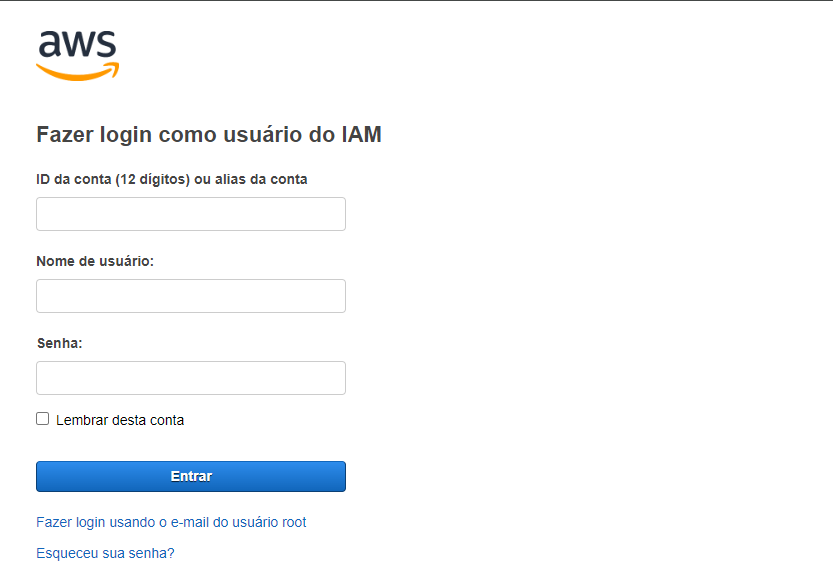 aws
Fazer login como usuário do IAM
ID da conta (12 dígitos) ou alias da conta
Nome de usuário:
Senha:
Lembrar desta conta
Entrar
Fazer login usando o e-mail do usuário root
Esqueceu sua senha?